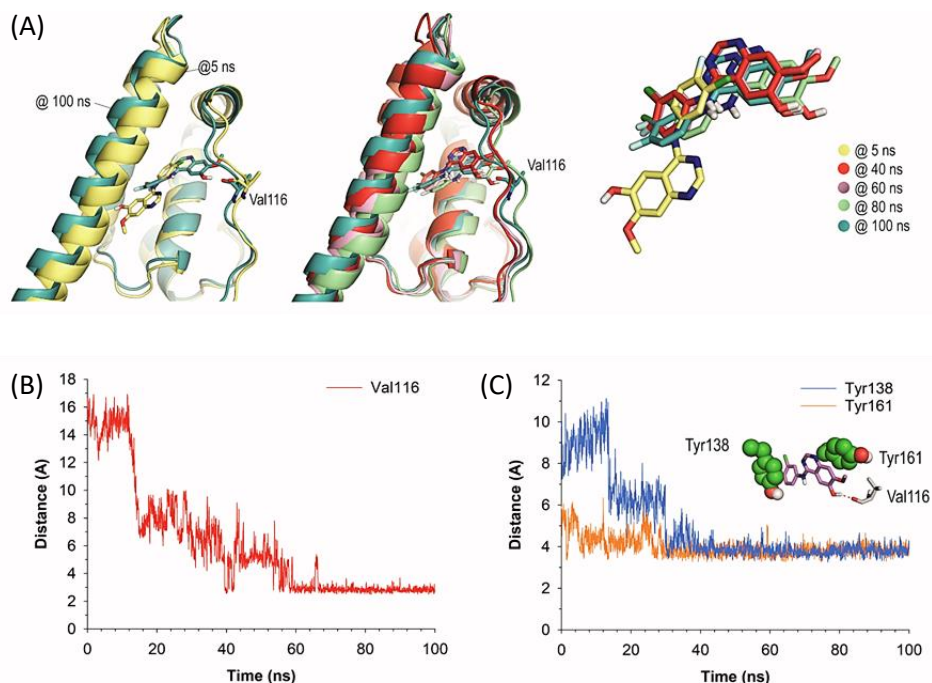 (A)
@5 ns
@ 100 ns
Val116
Val116
@ 5 ns
@ 40 ns
@ 60 ns
@ 80 ns
@ 100 ns
(B)
18
16
14
12
10
8
6
4
2
0
Distance (A)
Val116
0 20 40 60 80 100
Time (ns)
(C)
12
10
8
6
4
2
0
Distance (A)
Tyr138
Tyr161
Tyr138
Tyr161
Val116
0 20 40 60 80 100
Time (ns)